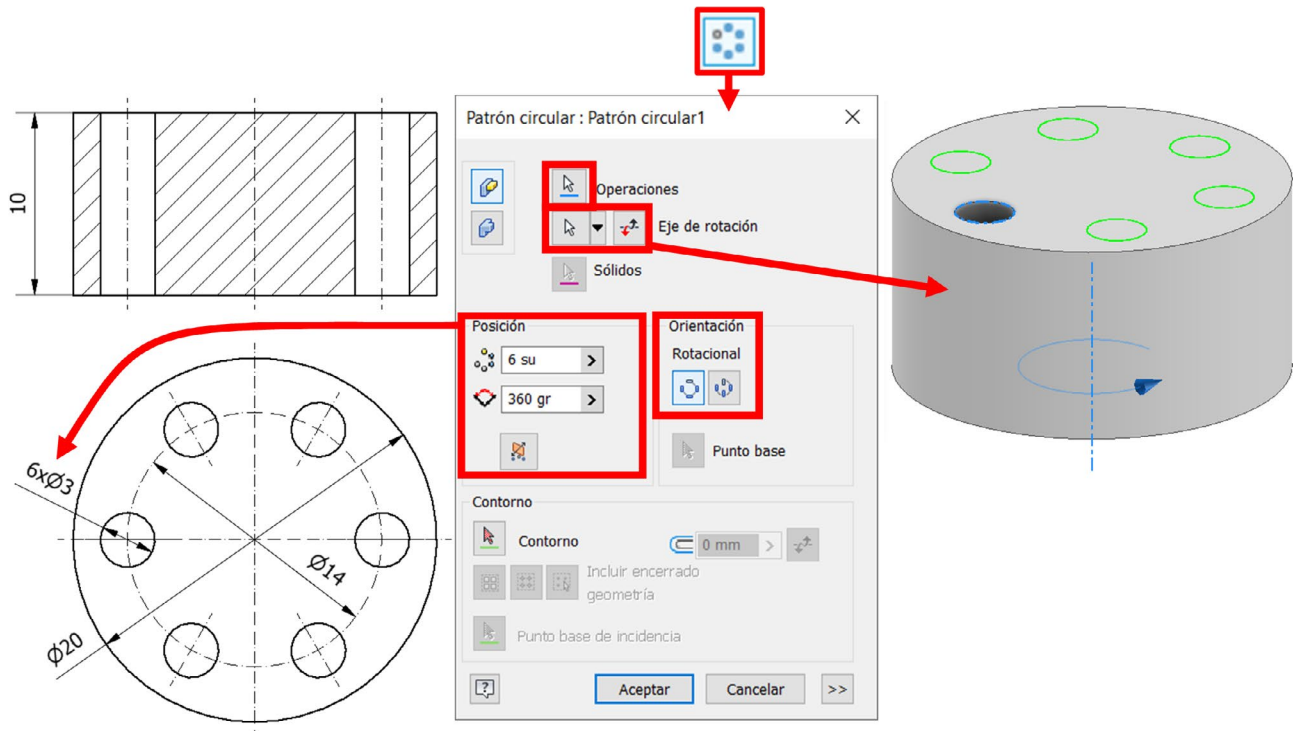 Patrón circular : Patrón circular1
Operaciones
Eje de rotación
Sólidos
Posición
6 su
360 gr
Orientación
Rotacional
Punto base
Contorno
Contorno
0 mm
Incluir encerrado
geometría
Punto base de incidencia
Aceptar
Cancelar
>>
10
6xØ3
Ø14
Ø20